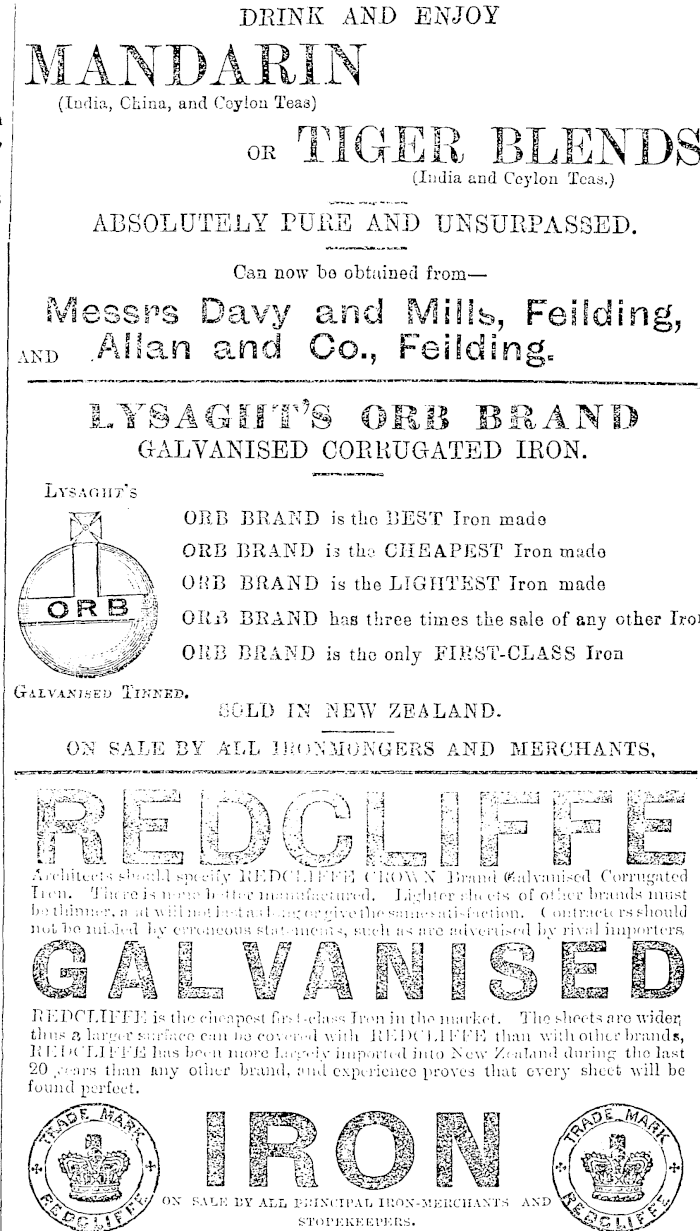 DRINK AND ENJOY
MANDARIN
(India, China, and Ceylon Teas)
OR TIGER BLENDS
(India and Ceylon Teas.)
ABSOLUTELY PURE AND UNSURPASSED.
Can now be obtained from—
Messrs Davy and Mills, Feilding,
AND Allan and Co., Feilding.
LYSAGHT'S ORB BRAND
GALVANISED CORRUGATED IRON.
LYSAGHT'S
ORB
GALVANISED TINNED.
ORB BRAND is the BEST Iron made
ORB BRAND is the CHEAPEST Iron made
ORB BRAND is the LIGHTEST Iron made
ORB BRAND has three times the sale of any other Iron
ORB BRAND is the only FIRST-CLASS Iron
SOLD IN NEW ZEALAND.
ON SALE BY ALL IRONMONGERS AND MERCHANTS,
REDCLIFFE
Architects should specify REDCLIFFE CROWN Brand Galvanised Corrugated
Iron. There is none better manufactured. Lighter sheets of other brands must
be thinner, and will not last as long or give the same satisfaction. Contractors should
not be misled by erroneous statements, such as are advertised by rival importers
GALVANISED
REDCLIFFE is the cheapest first-class Iron in the market. The sheets are wider,
thus a larger surface can be covered with REDCLIFFE than with other brands,
REDCLIFFE has been more largely imported into New Zealand during the last
20 years than any other brand, and experience proves that every sheet will be
found perfect.
TRADE MARK
REDCLIFFE
IRON
TRADE MARK
REDCLIFFE
ON SALE BY ALL PRINCIPAL IRON-MERCHANTS AND
STOREKEEPERS.